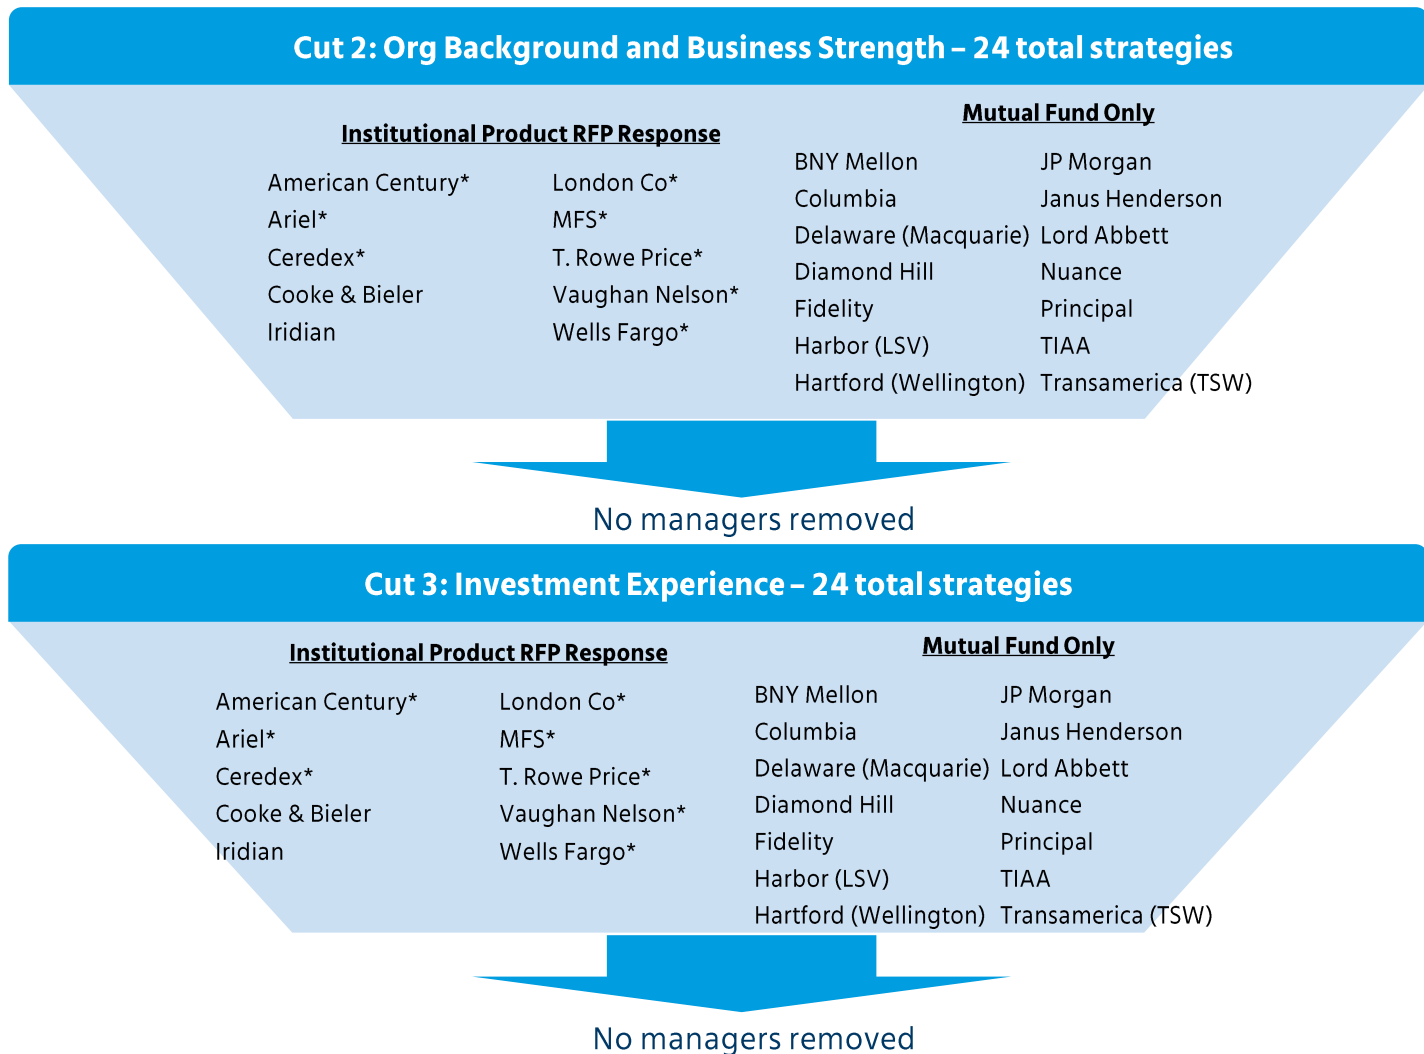 Cut 2: Org Background and Business Strength – 24 total strategies
Institutional Product RFP Response
American Century*
Ariel*
Ceredex*
Cooke & Bieler
Iridian
London Co*
MFS*
T. Rowe Price*
Vaughan Nelson*
Wells Fargo*
Mutual Fund Only
BNY Mellon
Columbia
Delaware (Macquarie)
Diamond Hill
Fidelity
Harbor (LSV)
Hartford (Wellington)
JP Morgan
Janus Henderson
Lord Abbett
Nuance
Principal
TIAA
Transamerica (TSW)
No managers removed
Cut 3: Investment Experience – 24 total strategies
Institutional Product RFP Response
American Century*
Ariel*
Ceredex*
Cooke & Bieler
Iridian
London Co*
MFS*
T. Rowe Price*
Vaughan Nelson*
Wells Fargo*
Mutual Fund Only
BNY Mellon
Columbia
Delaware (Macquarie)
Diamond Hill
Fidelity
Harbor (LSV)
Hartford (Wellington)
JP Morgan
Janus Henderson
Lord Abbett
Nuance
Principal
TIAA
Transamerica (TSW)
No managers removed